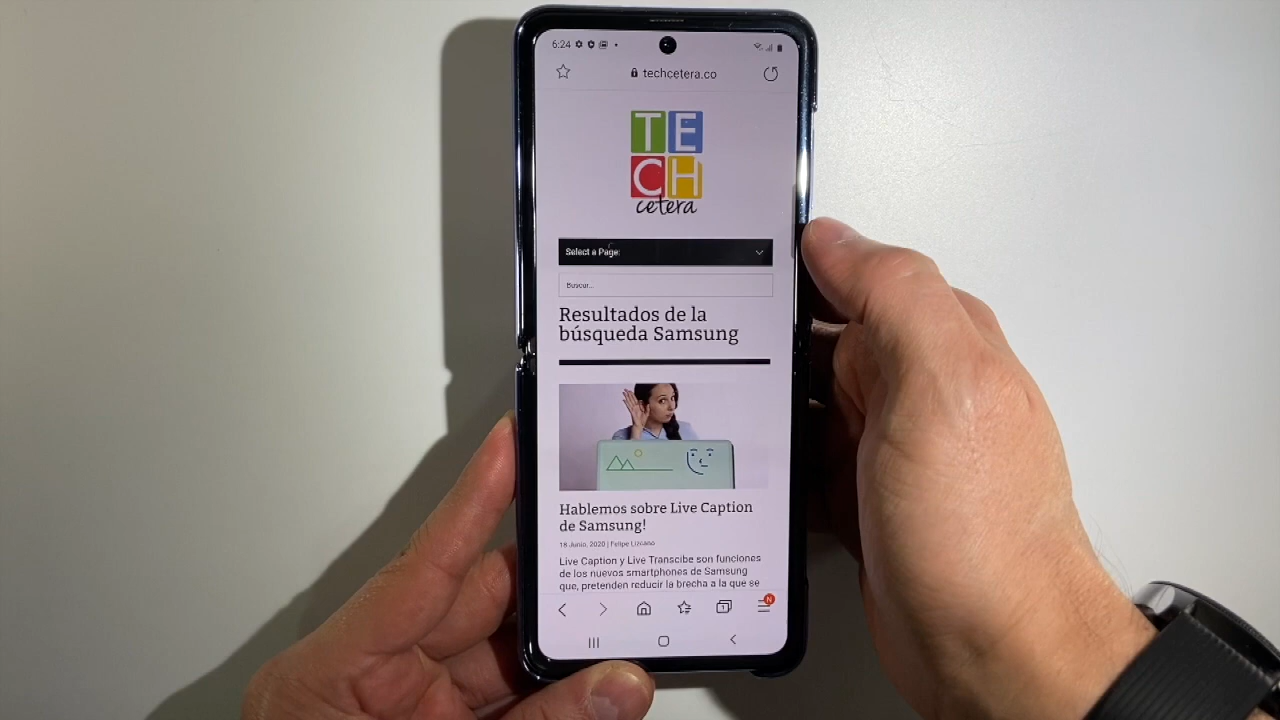 6:24
techcetera.co
TE
CH
cetera
Select a Page:
Buscar...
Resultados de la
búsqueda Samsung
Hablemos sobre Live Caption
de Samsung!
18 Junio, 2020 | Felipe Lizcano
Live Caption y Live Transcibe son funciones
de los nuevos smartphones de Samsung
que, pretenden reducir la brecha a la que se
1
N